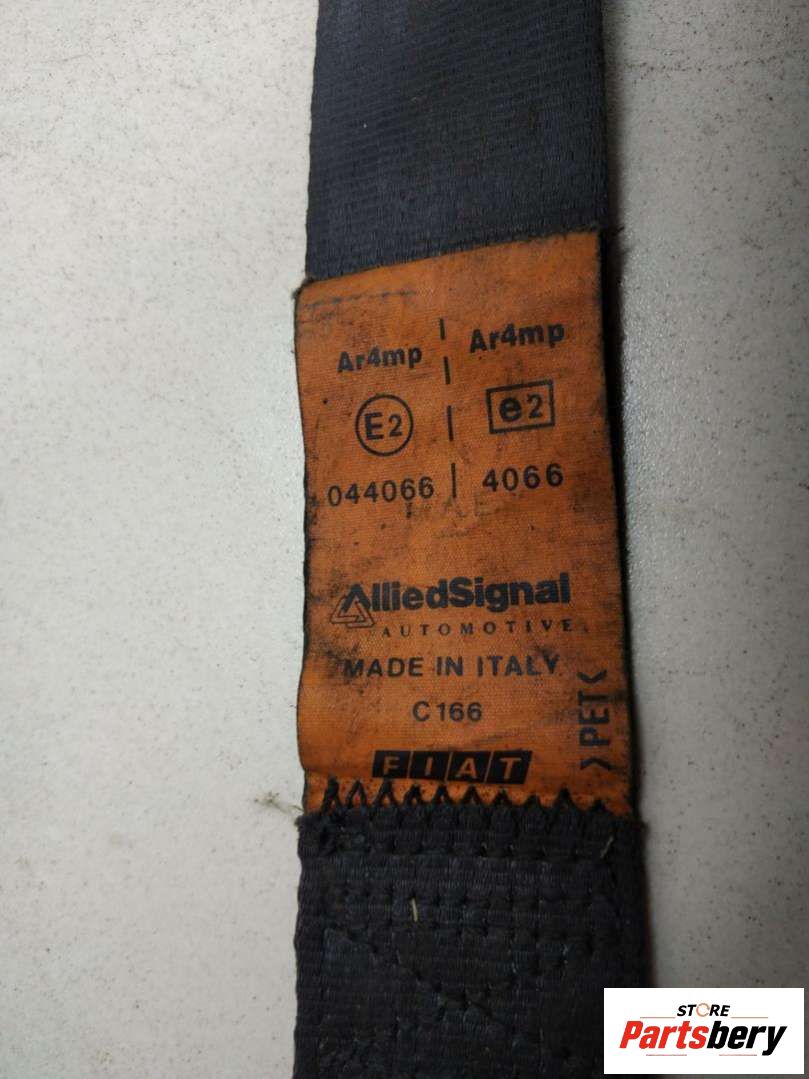 Ar4mp | Ar4mp
E2 | e2
044066 | 4066
AlliedSignal
AUTOMOTIVE
MADE IN ITALY
C166
>PET<
FIAT
STORE
Partsbery